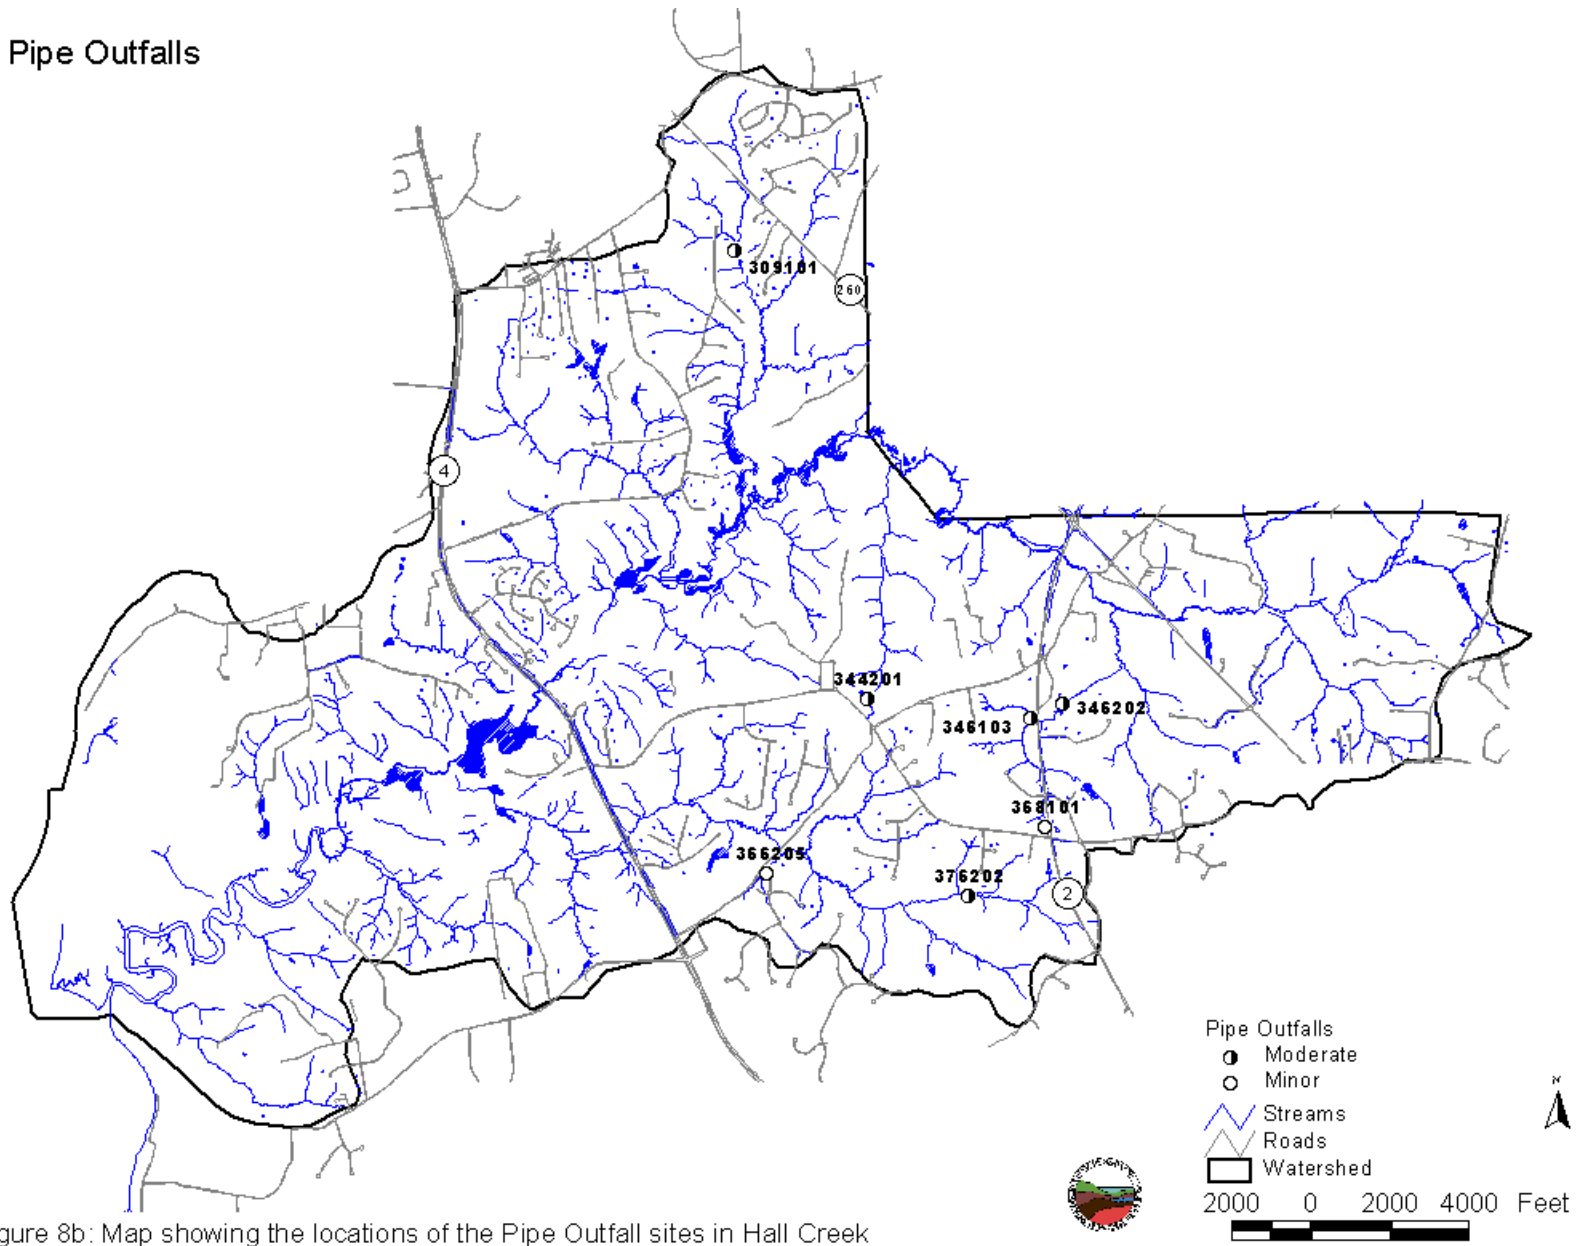 Pipe Outfalls
309101
260
4
344201
346202
346103
368101
366205
376202
2
Pipe Outfalls
Moderate
Minor
Streams
Roads
Watershed
N
2000 0 2000 4000 Feet
gure 8b: Map showing the locations of the Pipe Outfall sites in Hall Creek